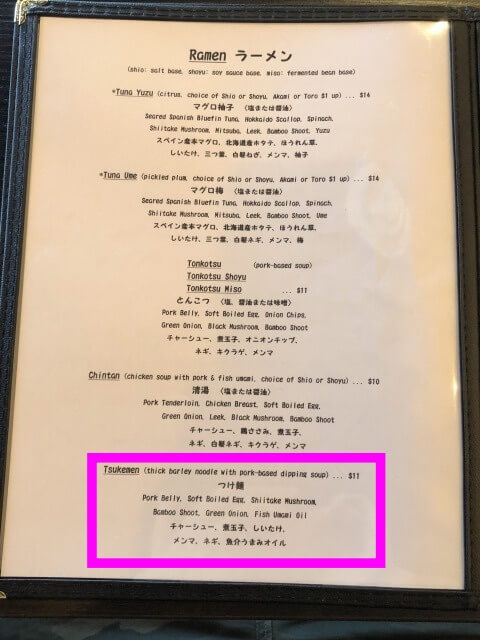 Ramen ラーメン
(shio: salt base, shoyu: soy sauce base, miso: fermented bean base)
*Tuna Yuzu (citrus, choice of Shio or Shoyu, Akami or Toro $1 up) ... $14
マグロ柚子 (塩または醤油)
Seared Spanish Bluefin Tuna, Hokkaido Scallop, Spinach,
Shiitake Mushroom, Mitsuba, Leek, Bamboo Shoot, Yuzu
スペイン産本マグロ、北海道産ホタテ、ほうれん草、
しいたけ、三つ葉、白髪ねぎ、メンマ、柚子
*Tuna Ume (pickled plum, choice of Shio or Shoyu, Akami or Toro $1 up) ... $14
マグロ梅 (塩または醤油)
Seared Spanish Bluefin Tuna, Hokkaido Scallop, Spinach,
Shiitake Mushroom, Mitsuba, Leek, Bamboo Shoot, Ume
スペイン産本マグロ、北海道産ホタテ、ほうれん草、
しいたけ、三つ葉、白髪ネギ、メンマ、梅
Tonkotsu (pork-based soup)
Tonkotsu Shoyu
Tonkotsu Miso ... $11
とんこつ (塩、醤油または味噌)
Pork Belly, Soft Boiled Egg, Onion Chips,
Green Onion, Black Mushroom, Bamboo Shoot
チャーシュー、煮玉子、オニオンチップ、
ネギ、キクラゲ、メンマ
Chintan (chicken soup with pork & fish umami, choice of Shio or Shoyu) ... $10
清湯 (塩または醤油)
Pork Tenderloin, Chicken Breast, Soft Boiled Egg,
Green Onion, Leek, Black Mushroom, Bamboo Shoot
チャーシュー、鶏ささみ、煮玉子、
ネギ、白髪ネギ、キクラゲ、メンマ
Tsukemen (thick barley noodle with pork-based dipping soup) ... $11
つけ麺
Pork Belly, Soft Boiled Egg, Shiitake Mushroom,
Bamboo Shoot, Green Onion, Fish Umami Oil
チャーシュー、煮玉子、しいたけ、
メンマ、ネギ、魚介うまみオイル